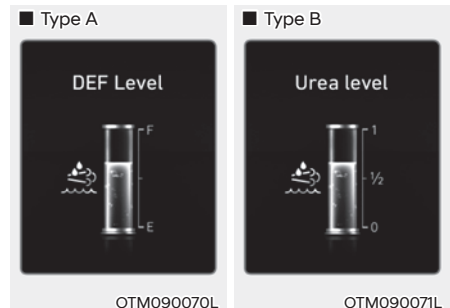 ■ Type A
DEF Level
F
E
OTM090070L
■ Type B
Urea level
1
½
0
OTM090071L